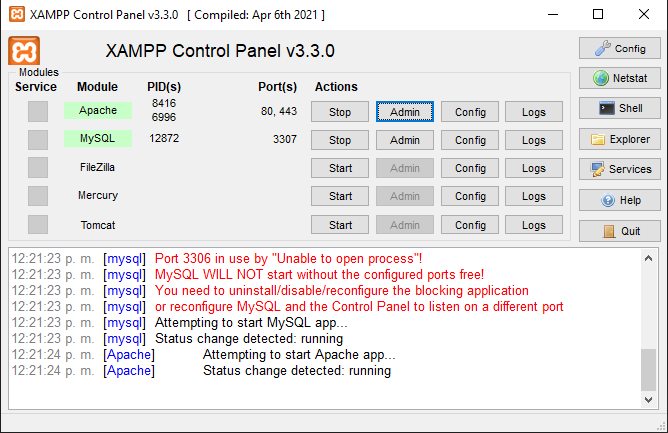 XAMPP Control Panel v3.3.0 [ Compiled: Apr 6th 2021 ]
XAMPP Control Panel v3.3.0
Config
Modules
Service Module PID(s) Port(s) Actions
Netstat
Apache 8416 6996 80, 443 Stop Admin Config Logs
Shell
MySQL 12872 3307 Stop Admin Config Logs
Explorer
FileZilla Start Admin Config Logs
Services
Mercury Start Admin Config Logs
Help
Tomcat Start Admin Config Logs
Quit
12:21:23 p. m. [mysql] Port 3306 in use by "Unable to open process"!
12:21:23 p. m. [mysql] MySQL WILL NOT start without the configured ports free!
12:21:23 p. m. [mysql] You need to uninstall/disable/reconfigure the blocking application
12:21:23 p. m. [mysql] or reconfigure MySQL and the Control Panel to listen on a different port
12:21:23 p. m. [mysql] Attempting to start MySQL app...
12:21:23 p. m. [mysql] Status change detected: running
12:21:24 p. m. [Apache] Attempting to start Apache app...
12:21:24 p. m. [Apache] Status change detected: running